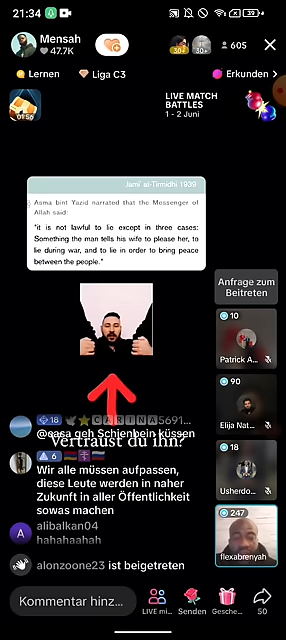 21:34
39
Mensah
47.7K
30+
10+
605
Lernen
Liga C3
Erkunden
01:50
LIVE MATCH
BATTLES
1 - 2 Juni
Jami` at-Tirmidhi 1939
Asma bint Yazid narrated that the Messenger of
Allah said:
"it is not lawful to lie except in three cases:
Something the man tells his wife to please her, to
lie during war, and to lie in order to bring peace
between the people."
Anfrage zum
Beitreten
10
Patrick A...
90
Elija Nat...
18
Usherdo...
247
flexabrenyah
18 CARINA5691...
@casa geh Schienbein küssen
Vertraust du ihn?
6
Wir alle müssen aufpassen,
diese Leute werden in naher
Zukunft in aller Öffentlichkeit
sowas machen
A alibalkan04
hahahaahah
alonzoone23 ist beigetreten
Kommentar hinz...
LIVE mi...
Senden
Gesche...
50